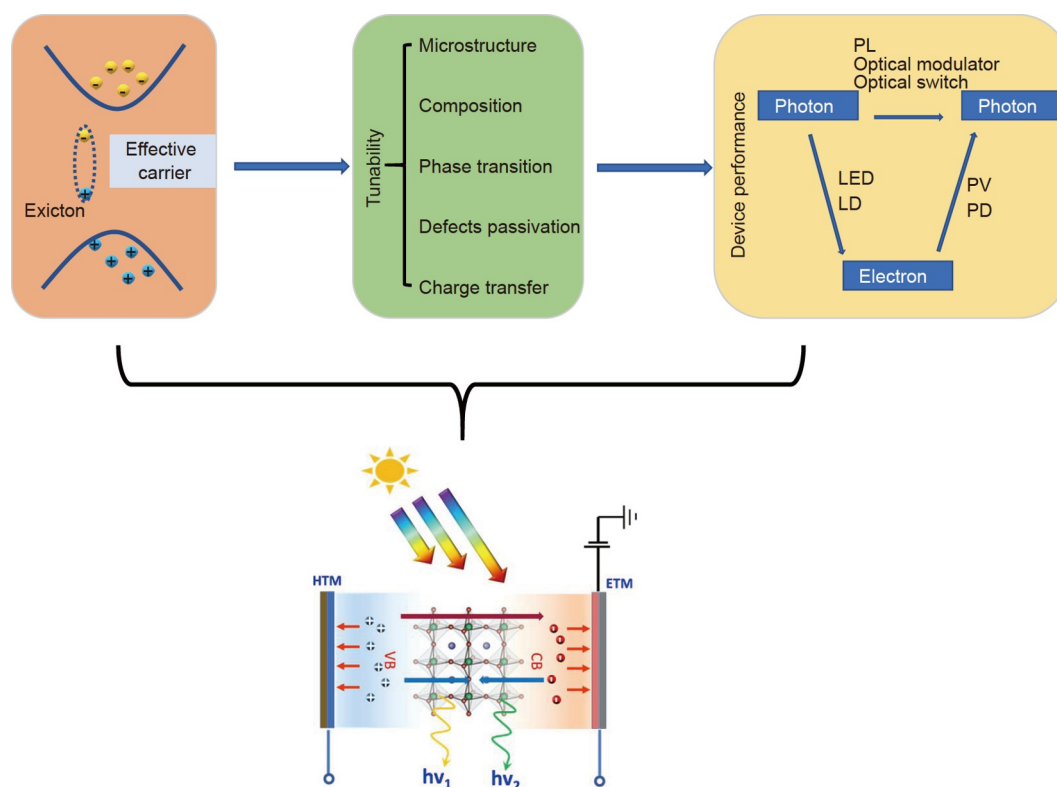 Effective
carrier
Exicton
Tunability
Microstructure
Composition
Phase transition
Defects passivation
Charge transfer
Device performance
PL
Optical modulator
Optical switch
Photon
Photon
LED
LD
PV
PD
Electron
HTM
ETM
VB
CB
hv₁
hv₂